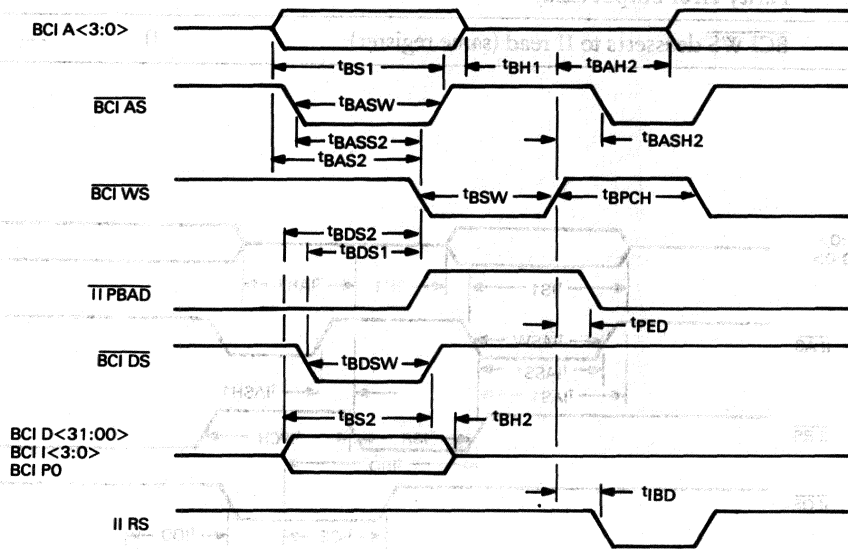 BCI A<3:0>
tBS1
tBH1
tBAH2
BCI AS
tBASW
tBASS2
tBAS2
tBASH2
BCI WS
tBSW
tBPCH
tBDS2
tBDS1
II PBAD
tPED
BCI DS
tBDSW
tBS2
tBH2
BCI D<31:00>
BCI I<3:0>
BCI P0
tIBD
II RS